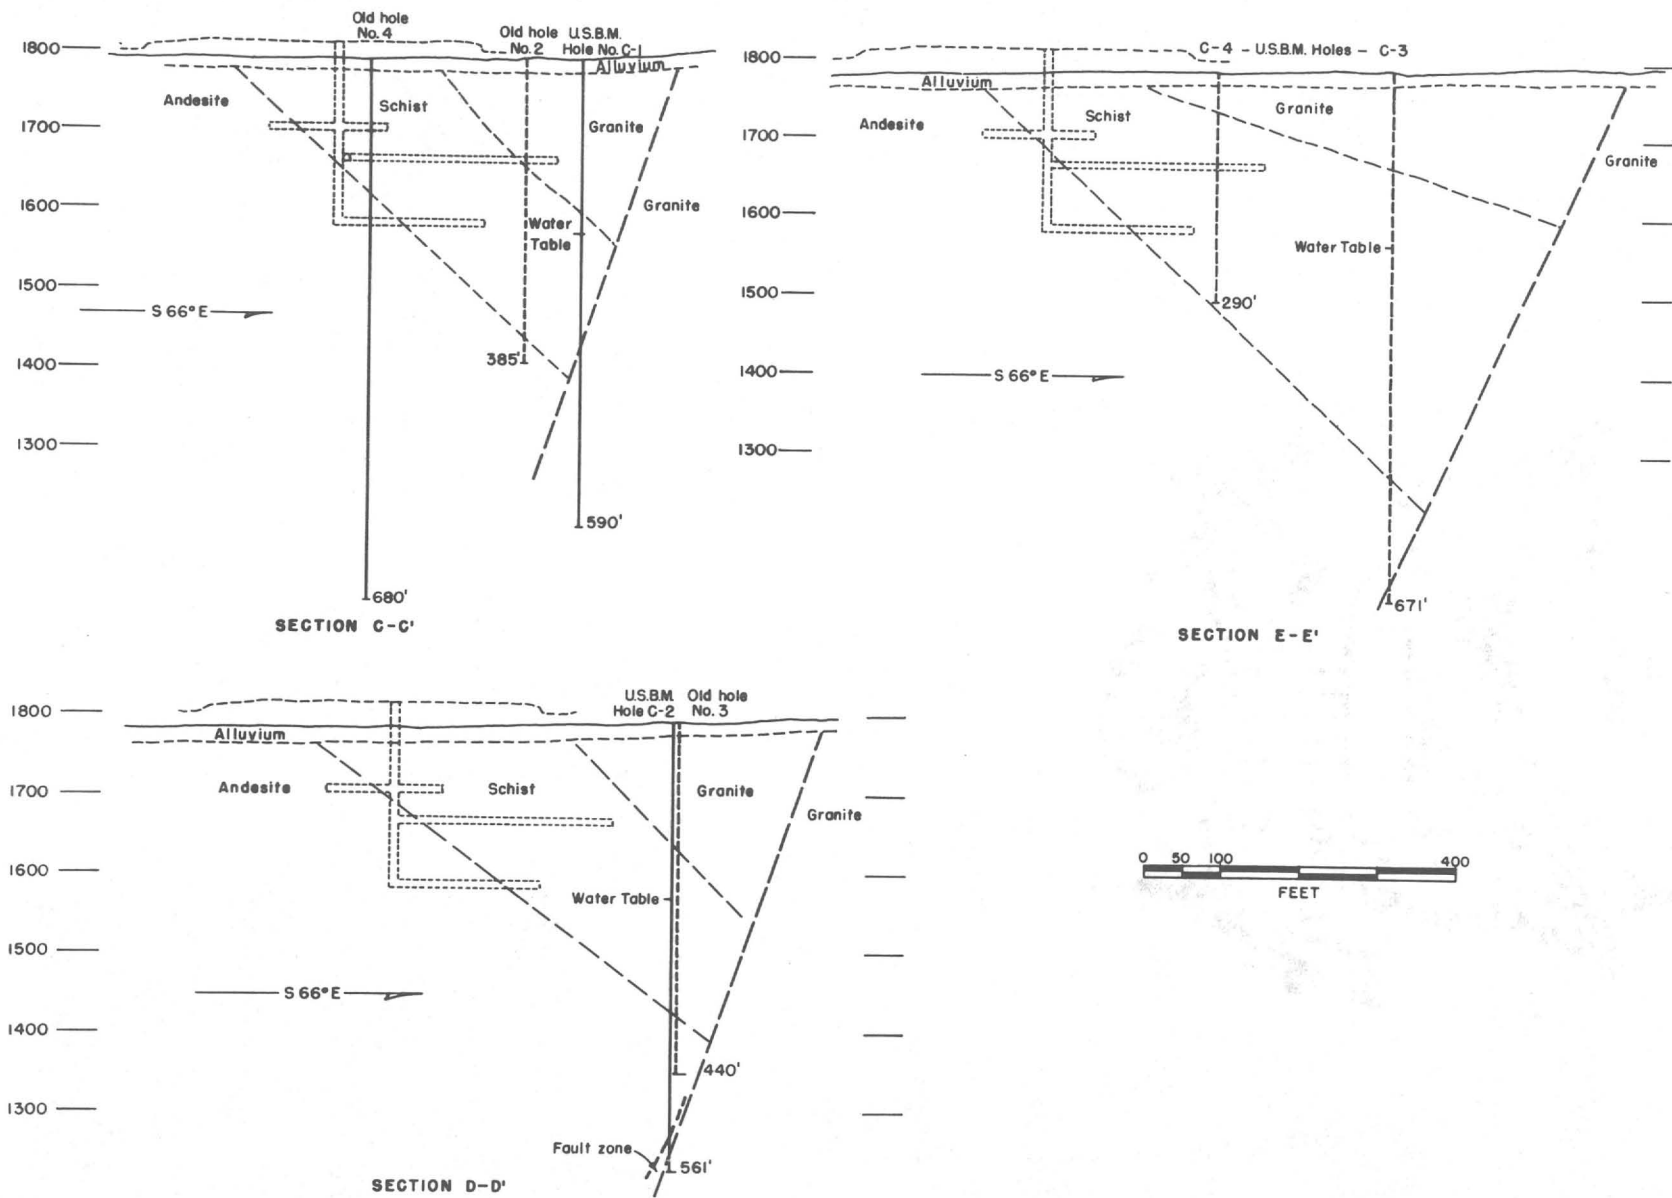 Old hole
No. 4
Old hole
No. 2
U.S.B.M.
Hole No. C-1
1800
Alluvium
Andesite
Schist
1700
Granite
1600
Granite
Water
Table
1500
S 66° E
1400
385'
1300
590'
680'
SECTION C-C'
C-4 - U.S.B.M. Holes - C-3
1800
Alluvium
Granite
Andesite
Schist
1700
Granite
1600
Water Table
1500
290'
1400
S 66° E
1300
671'
SECTION E-E'
U.S.B.M.
Hole C-2
Old hole
No. 3
1800
Alluvium
1700
Andesite
Schist
Granite
Granite
1600
Water Table
1500
S 66° E
1400
440'
1300
Fault zone
561'
SECTION D-D'
0 50 100 400
FEET